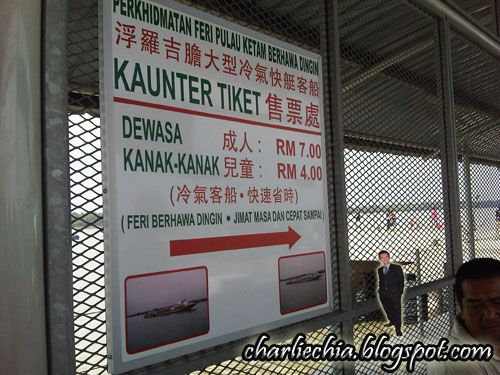 PERKHIDMATAN FERI PULAU KETAM BERHAWA DINGIN
浮羅吉膽大型冷氣快艇客船
KAUNTER TIKET 售票處
DEWASA 成人: RM 7.00
KANAK-KANAK 兒童: RM 4.00
(冷氣客船•快速省時)
(FERI BERHAWA DINGIN • JIMAT MASA DAN CEPAT SAMPAI)
charliechia.blogspot.com